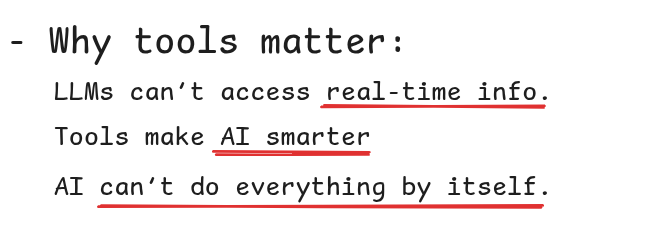 - Why tools matter:
LLMs can't access real-time info.
Tools make AI smarter
AI can't do everything by itself.